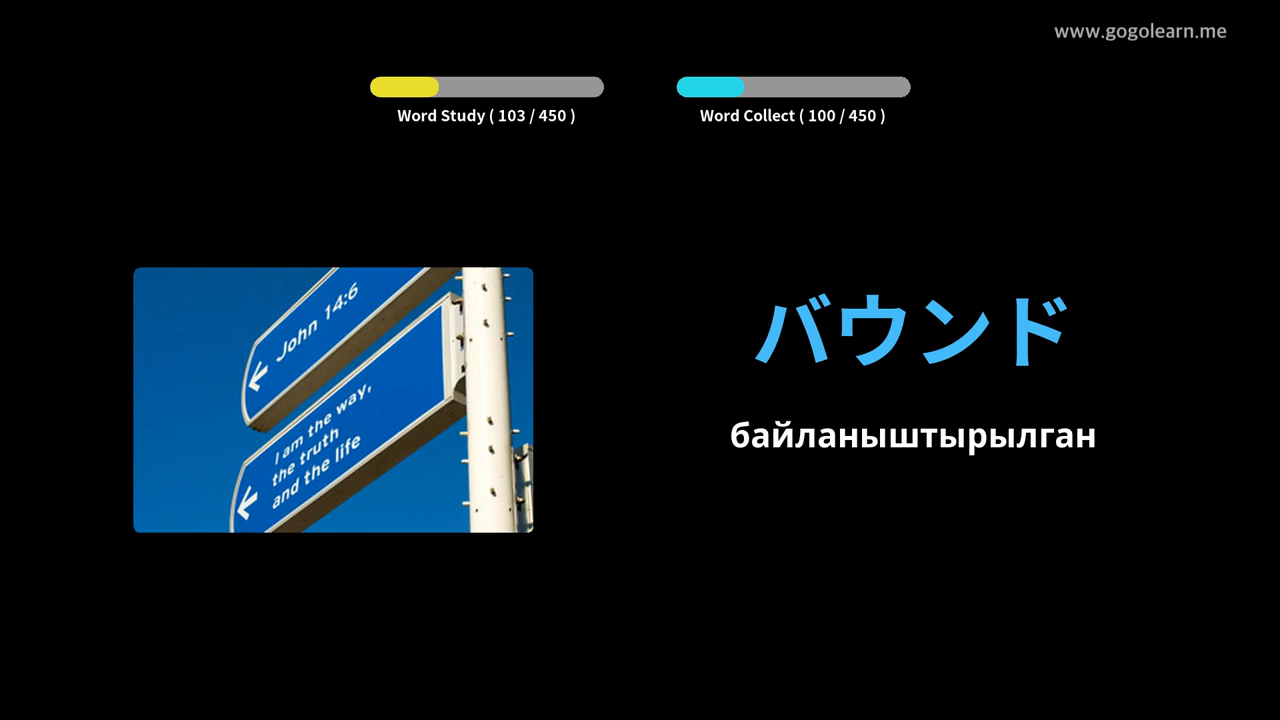 www.gogolearn.me
Word Study ( 103 / 450 )
Word Collect ( 100 / 450 )
John 14:6
I am the way,
the truth
and the life
バウンド
байланыштырылган